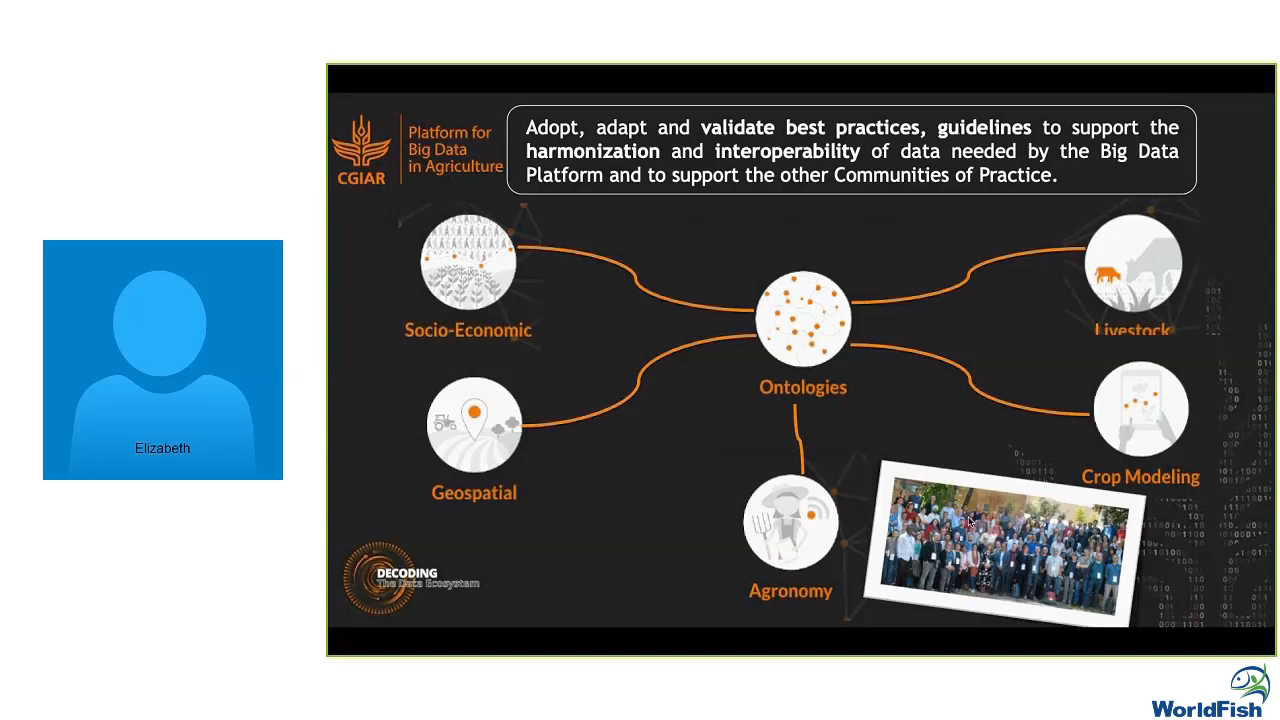 Adopt, adapt and validate best practices, guidelines to support the
harmonization and interoperability of data needed by the Big Data
Platform and to support the other Communities of Practice.
CGIAR
Platform for
Big Data
in Agriculture
Socio-Economic
Livestock
Ontologies
Geospatial
Crop Modeling
Agronomy
DECODING
The Data Ecosystem
Elizabeth
WorldFish